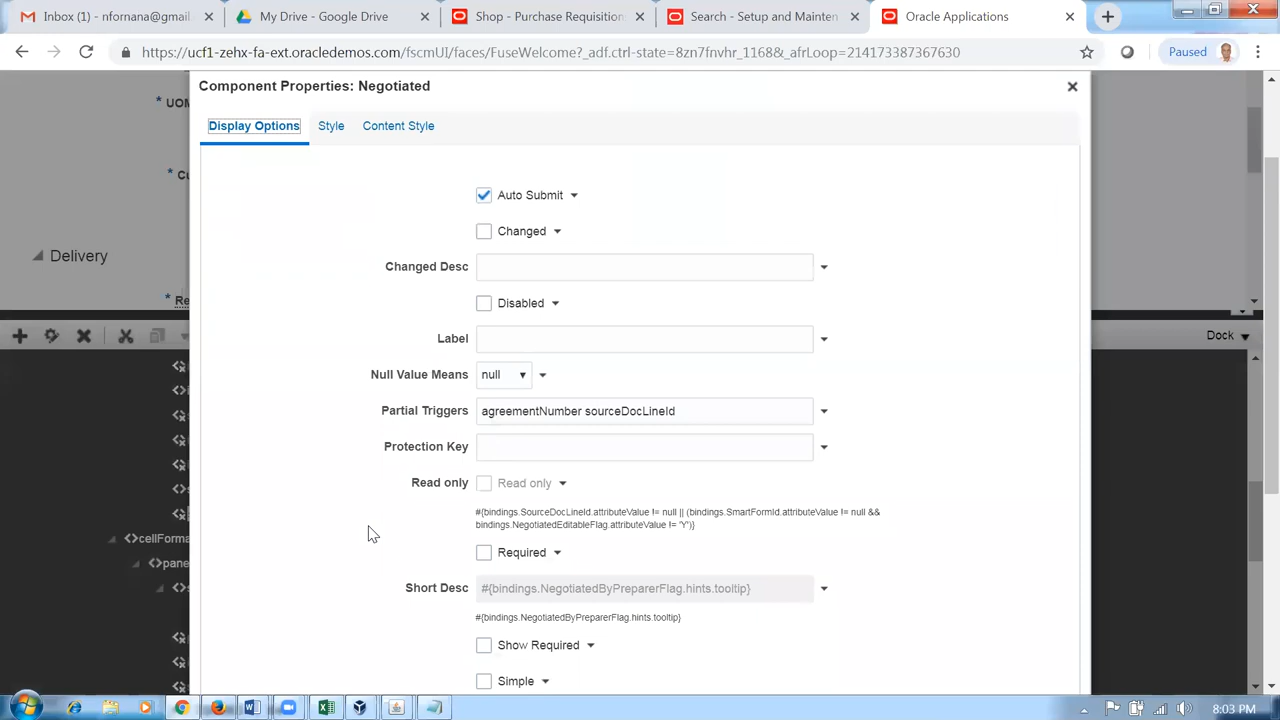 Inbox (11) - nfornana@gmai
My Drive - Google Drive
Shop - Purchase Requisition
Search - Setup and Mainten
Oracle Applications
https://ucf1-zehx-fa-ext.oracledemos.com/fscmUI/faces/FuseWelcome?_adf.ctrl-state=8zn7fnvhr_1168&_afrLoop=214173387367630
Paused
Component Properties: Negotiated
* UOM
Display Options
Style
Content Style
* Cu
Auto Submit
Changed
Delivery
Changed Desc
* Re
Disabled
Dock
Label
Null Value Means
null
Partial Triggers
agreementNumber sourceDocLineId
Protection Key
Read only
Read only
#{bindings.SourceDocLineId.attributeValue != null || (bindings.SmartFormId.attributeValue != null &&
bindings.NegotiatedEditableFlag.attributeValue != 'Y')}
<>cellForma
Required
<>pane
Short Desc
#{bindings.NegotiatedByPreparerFlag.hints.tooltip}
#{bindings.NegotiatedByPreparerFlag.hints.tooltip}
Show Required
Simple
8:03 PM